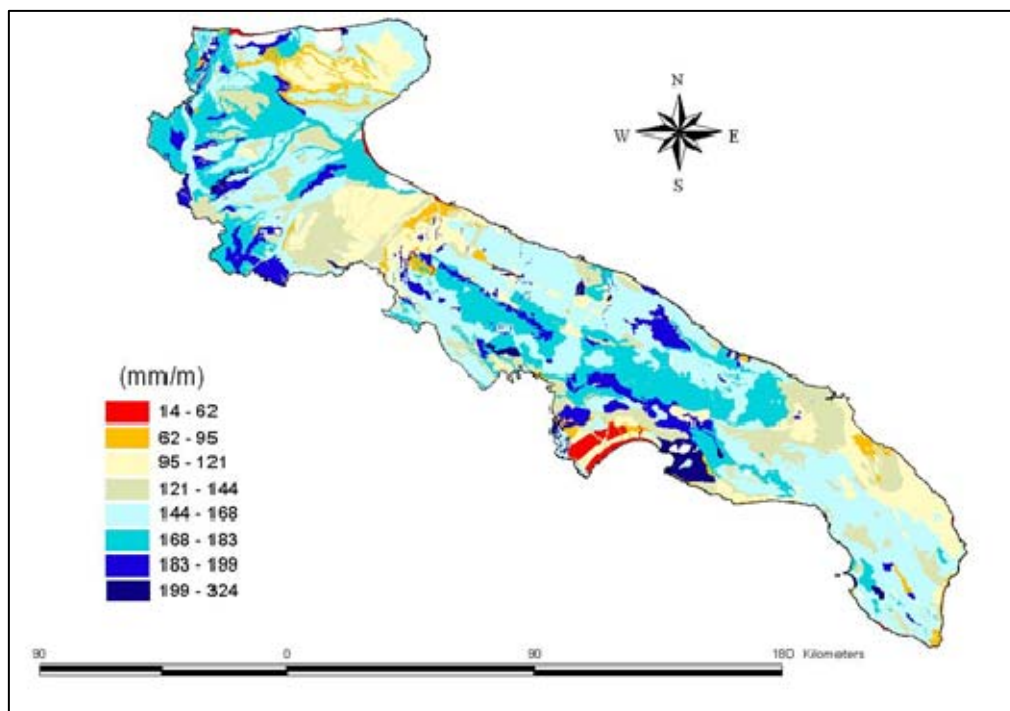 N
W E
S
(mm/m)
14 - 62
62 - 95
95 - 121
121 - 144
144 - 168
168 - 183
183 - 199
199 - 324
90 0 90 180 Kilometers